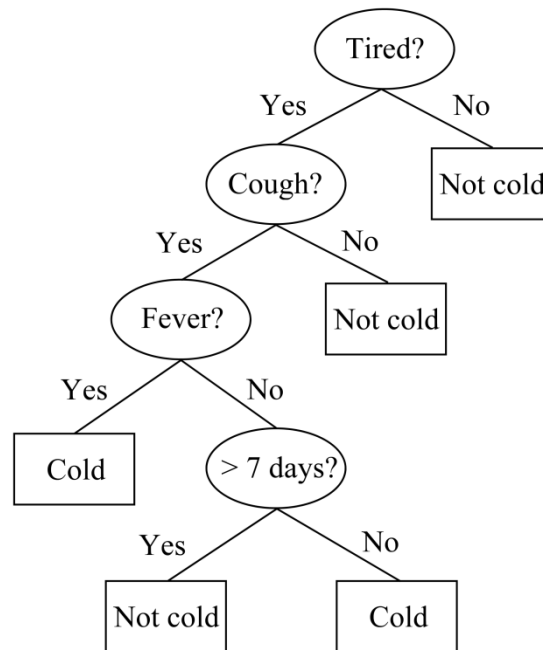 Tired?
Yes
No
Cough?
Not cold
Yes
No
Fever?
Not cold
Yes
No
Cold
> 7 days?
Yes
No
Not cold
Cold